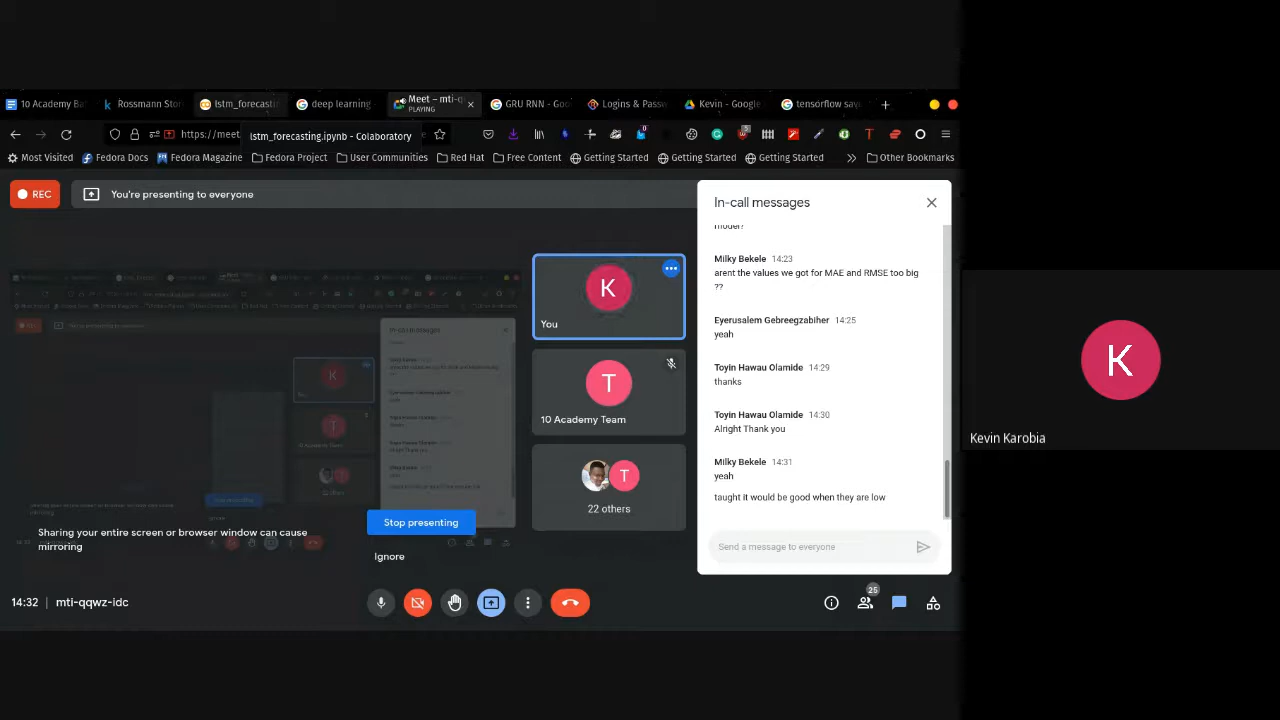 10 Academy Ba
Rossmann Stor
lstm_forecasti
deep learning
Meet – mti-q
PLAYING
GRU RNN - Goo
Logins & Passw
Kevin - Google
tensorflow say
https://meet.
lstm_forecasting.ipynb - Colaboratory
Most Visited
Fedora Docs
Fedora Magazine
Fedora Project
User Communities
Red Hat
Free Content
Getting Started
Getting Started
Getting Started
Other Bookmarks
REC
You're presenting to everyone
In-call messages
model?
Milky Bekele 14:23
arent the values we got for MAE and RMSE too big
??
Eyerusalem Gebreegzabiher 14:25
yeah
Toyin Hawau Olamide 14:29
thanks
Toyin Hawau Olamide 14:30
Alright Thank you
Milky Bekele 14:31
yeah
taught it would be good when they are low
Send a message to everyone
K
You
T
10 Academy Team
T
22 others
Sharing your entire screen or browser window can cause
mirroring
Stop presenting
Ignore
14:32 | mti-qqwz-idc
25
K
Kevin Karobia